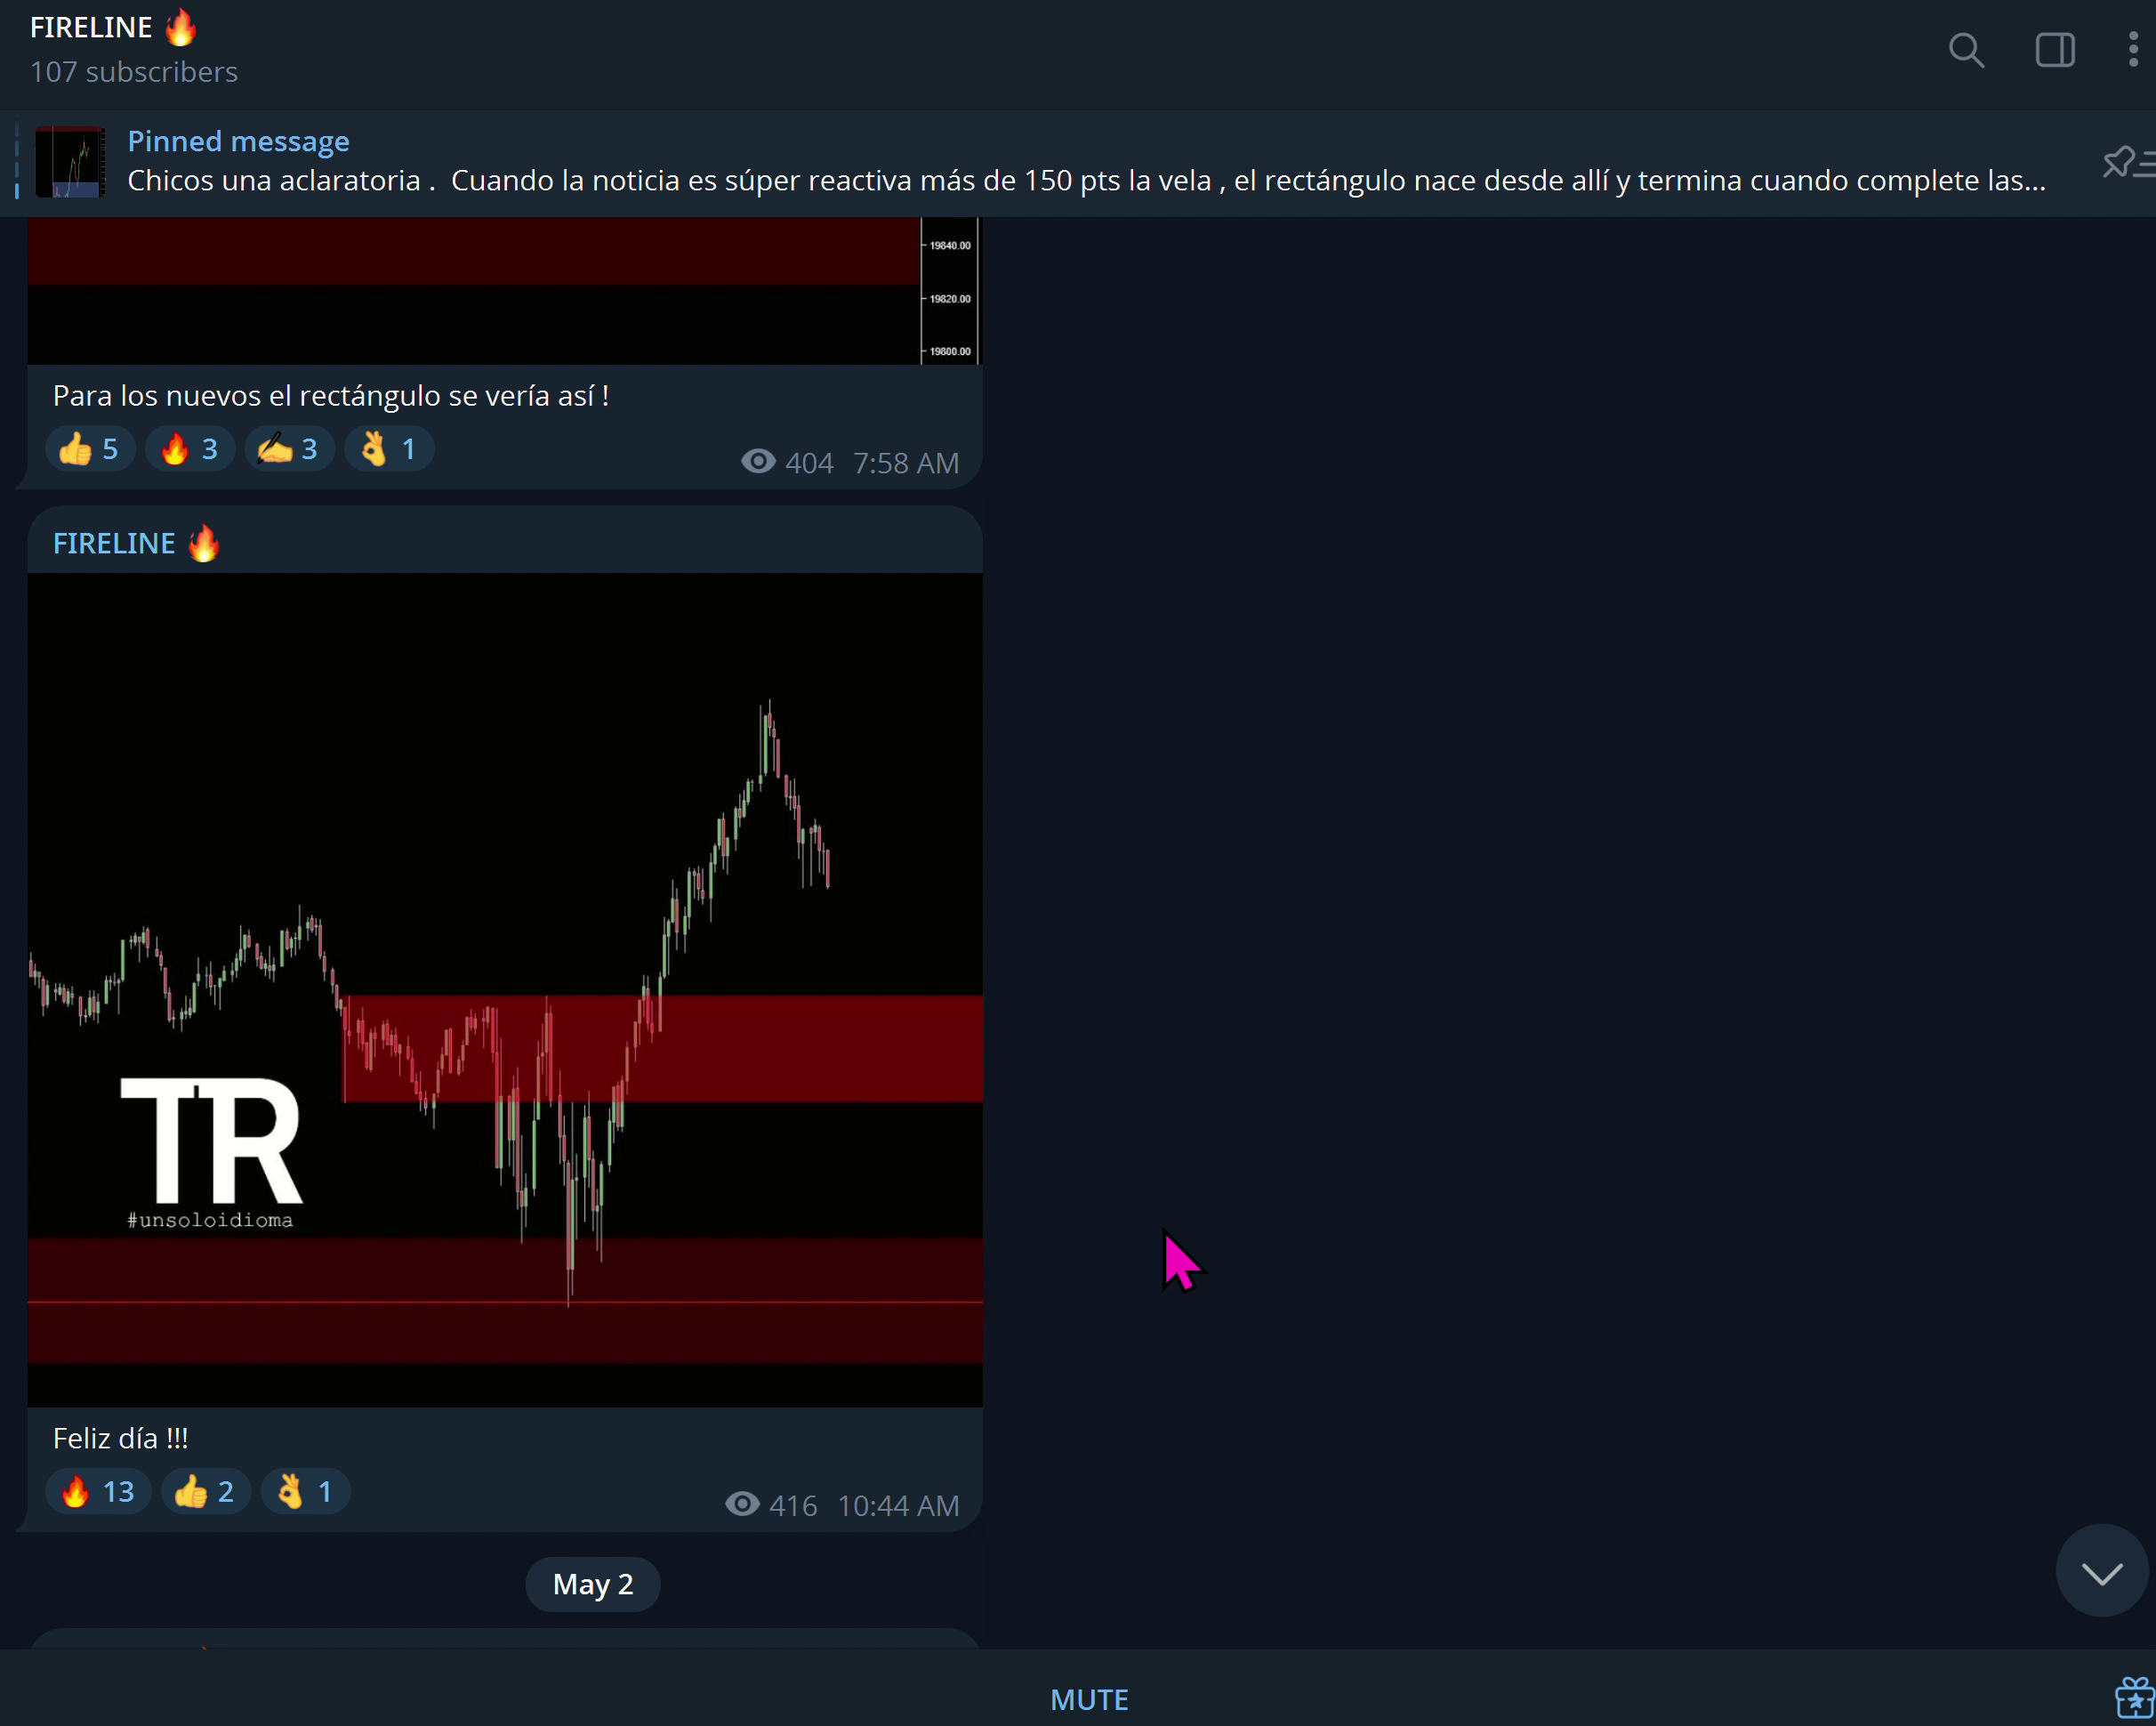 FIRELINE 🔥
107 subscribers
Pinned message
Chicos una aclaratoria .  Cuando la noticia es súper reactiva más de 150 pts la vela , el rectángulo nace desde allí y termina cuando complete las...
19840.00
19820.00
19800.00
Para los nuevos el rectángulo se vería así !
👍 5 🔥 3 ✍ 3 👌 1
404 7:58 AM
FIRELINE 🔥
TR
#unsoloidioma
Feliz día !!!
🔥 13 👍 2 👌 1
416 10:44 AM
May 2
MUTE